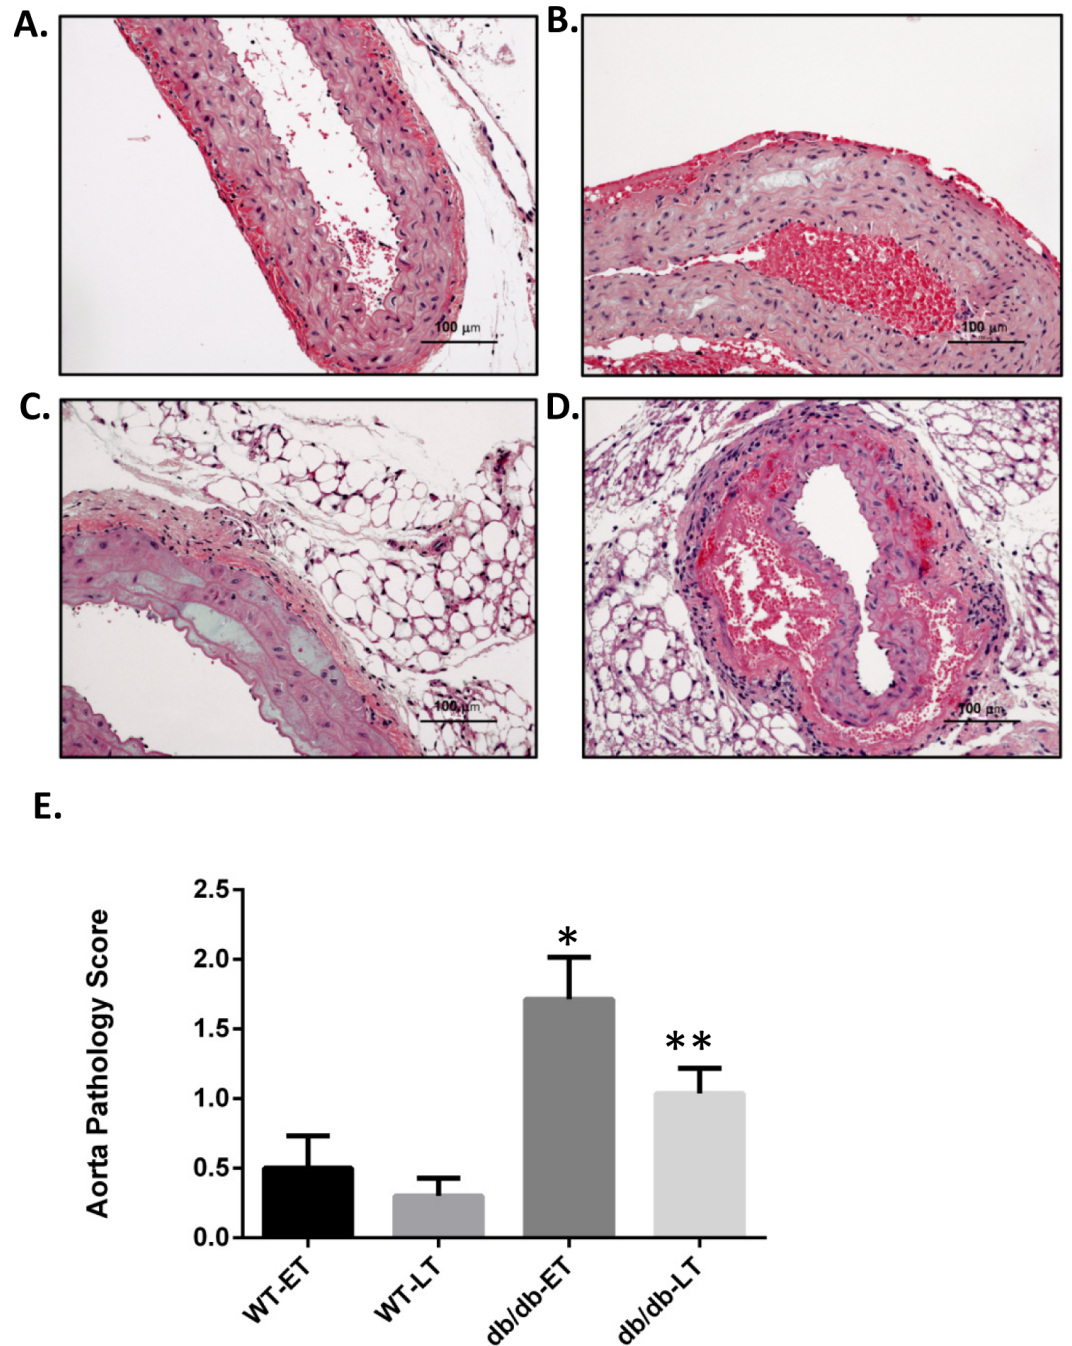 A.
B.
100 μm
100 μm
C.
D.
100 μm
100 μm
E.
Aorta Pathology Score
2.5
2.0
1.5
1.0
0.5
0.0
*
**
WT-ET
WT-LT
db/db-ET
db/db-LT